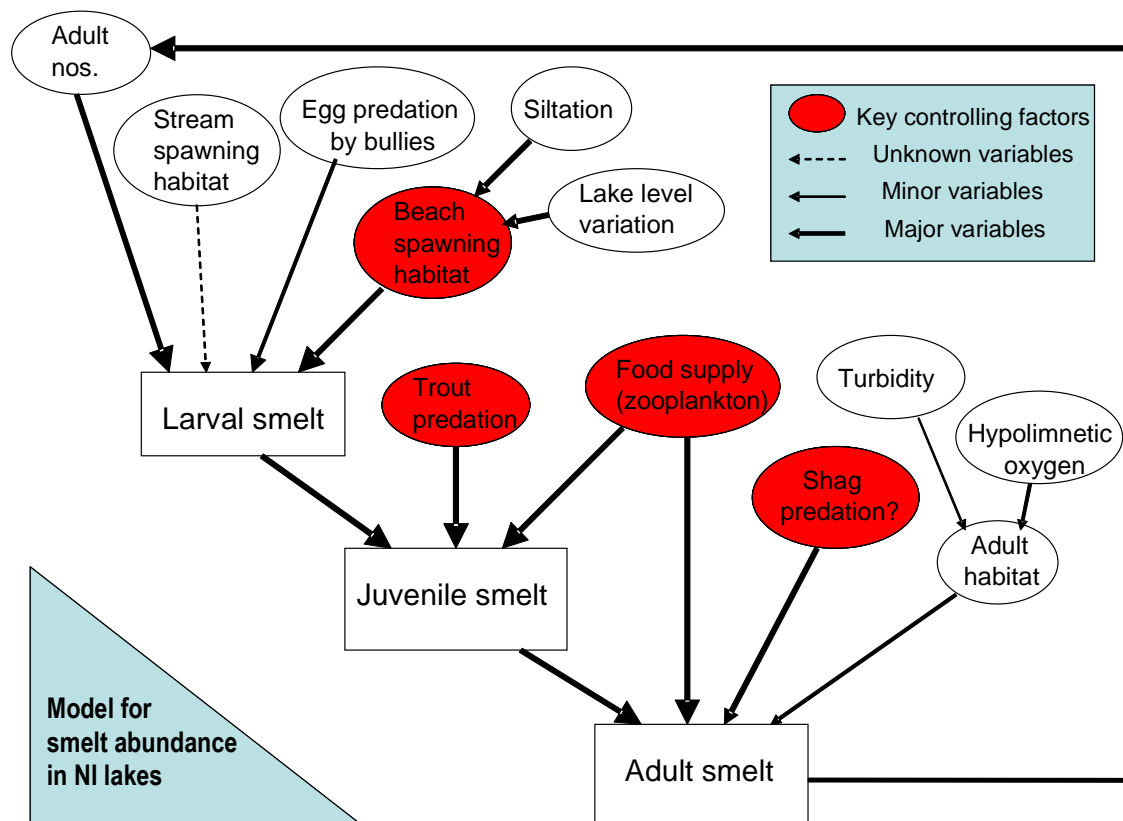 Adult
nos.
Stream
spawning
habitat
Egg predation
by bullies
Siltation
Lake level
variation
Beach
spawning
habitat
Key controlling factors
Unknown variables
Minor variables
Major variables
Larval smelt
Trout
predation
Food supply
(zooplankton)
Turbidity
Hypolimnetic
oxygen
Shag
predation?
Adult
habitat
Juvenile smelt
Adult smelt
Model for
smelt abundance
in NI lakes